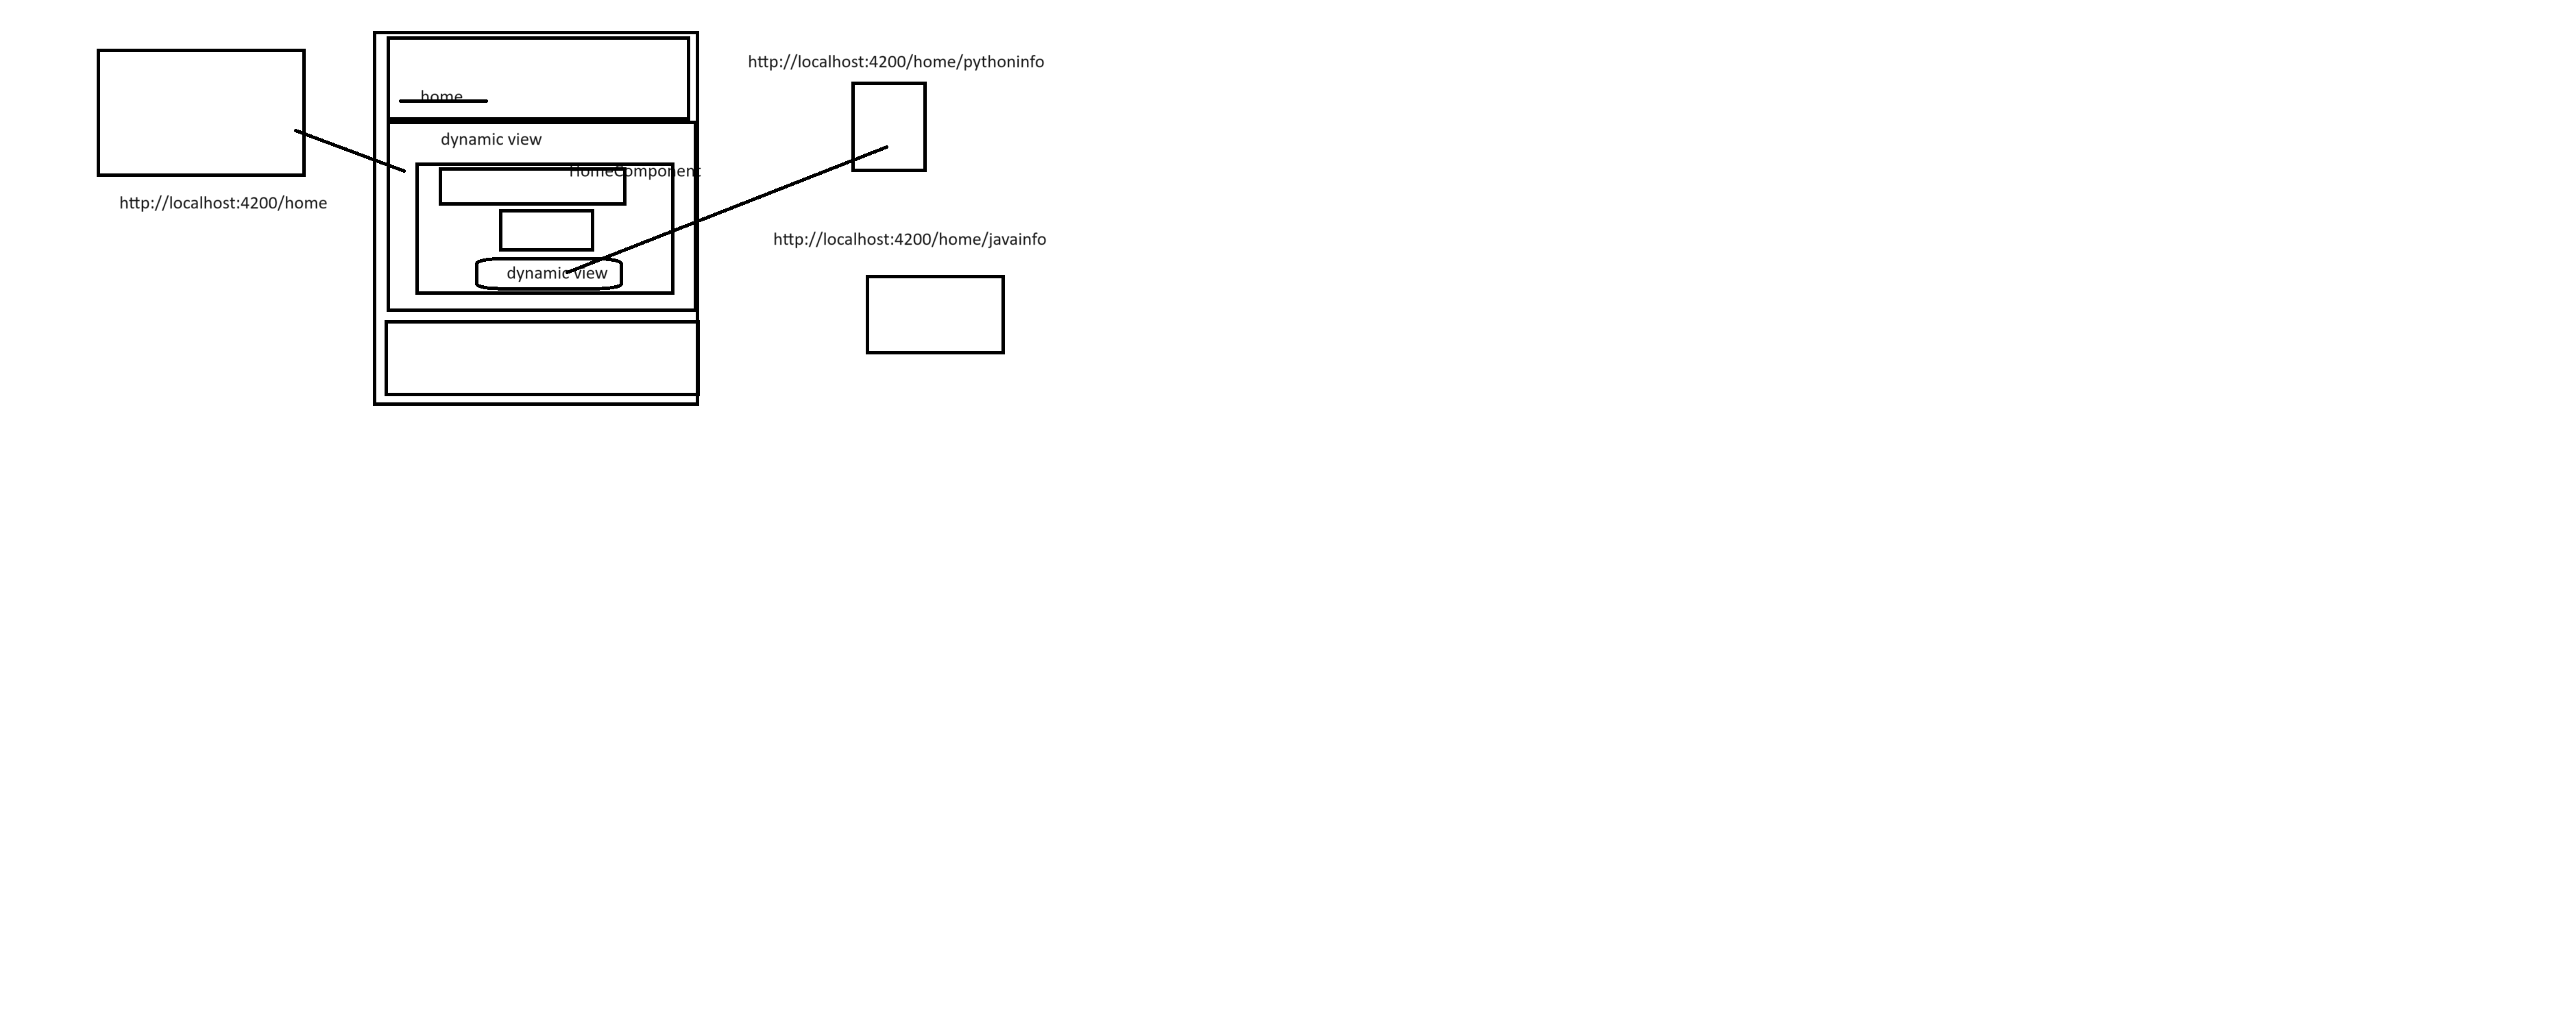 http://localhost:4200/home/pythoninfo
home
dynamic view
HomeComponent
http://localhost:4200/home
http://localhost:4200/home/javainfo
dynamic view